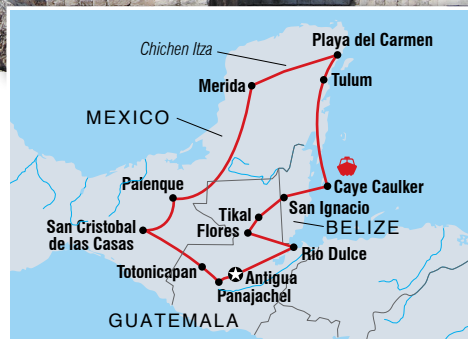 Playa del Carmen
Chichen Itza
Tulum
Merida
MEXICO
Palenque
Caye Caulker
San Ignacio
Tikal
San Cristobal
de las Casas
Flores
BELIZE
Rio Dulce
Totonicapan
Antigua
Panajachel
GUATEMALA